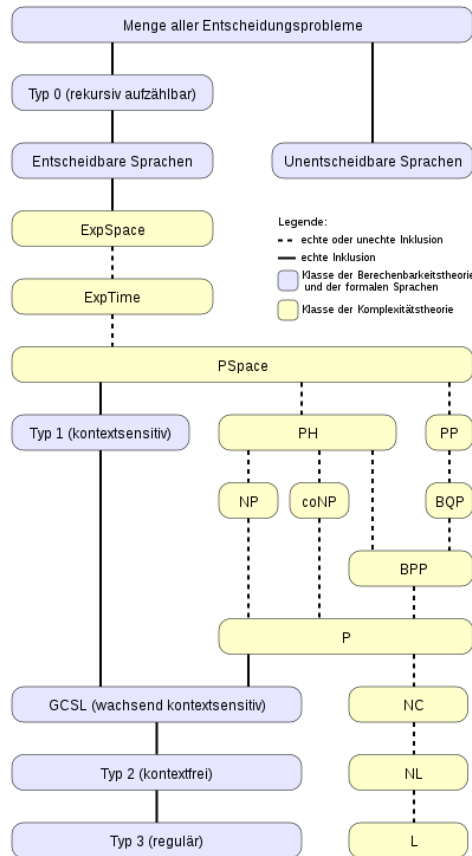 Menge aller Entscheidungsprobleme
Typ 0 (rekursiv aufzählbar)
Entscheidbare Sprachen
Unentscheidbare Sprachen
ExpSpace
Legende:
echte oder unechte Inklusion
echte Inklusion
Klasse der Berechenbarkeitstheorie
und der formalen Sprachen
Klasse der Komplexitätstheorie
ExpTime
PSpace
Typ 1 (kontextsensitiv)
PH
PP
NP
coNP
BQP
BPP
P
GCSL (wachsend kontextsensitiv)
NC
Typ 2 (kontextfrei)
NL
Typ 3 (regulär)
L